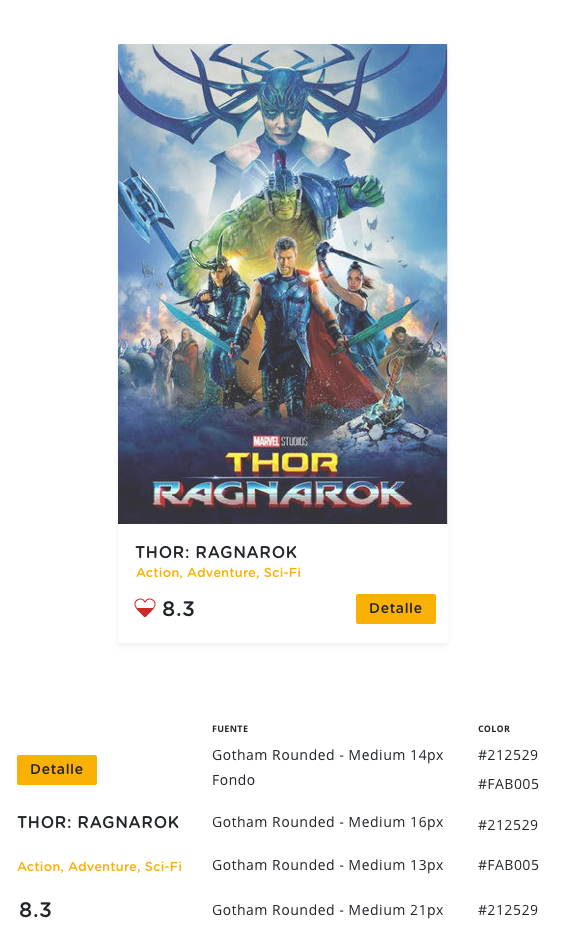 MARVEL STUDIOS
THOR
RAGNAROK
THOR: RAGNAROK
Action, Adventure, Sci-Fi
8.3 Detalle
FUENTE COLOR
Detalle Gotham Rounded - Medium 14px #212529
Fondo #FAB005
THOR: RAGNAROK Gotham Rounded - Medium 16px #212529
Action, Adventure, Sci-Fi Gotham Rounded - Medium 13px #FAB005
8.3 Gotham Rounded - Medium 21px #212529